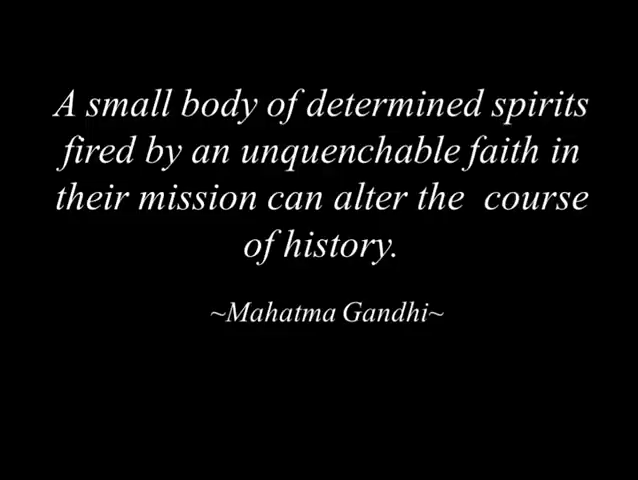 A small body of determined spirits
fired by an unquenchable faith in
their mission can alter the  course
of history.
~Mahatma Gandhi~